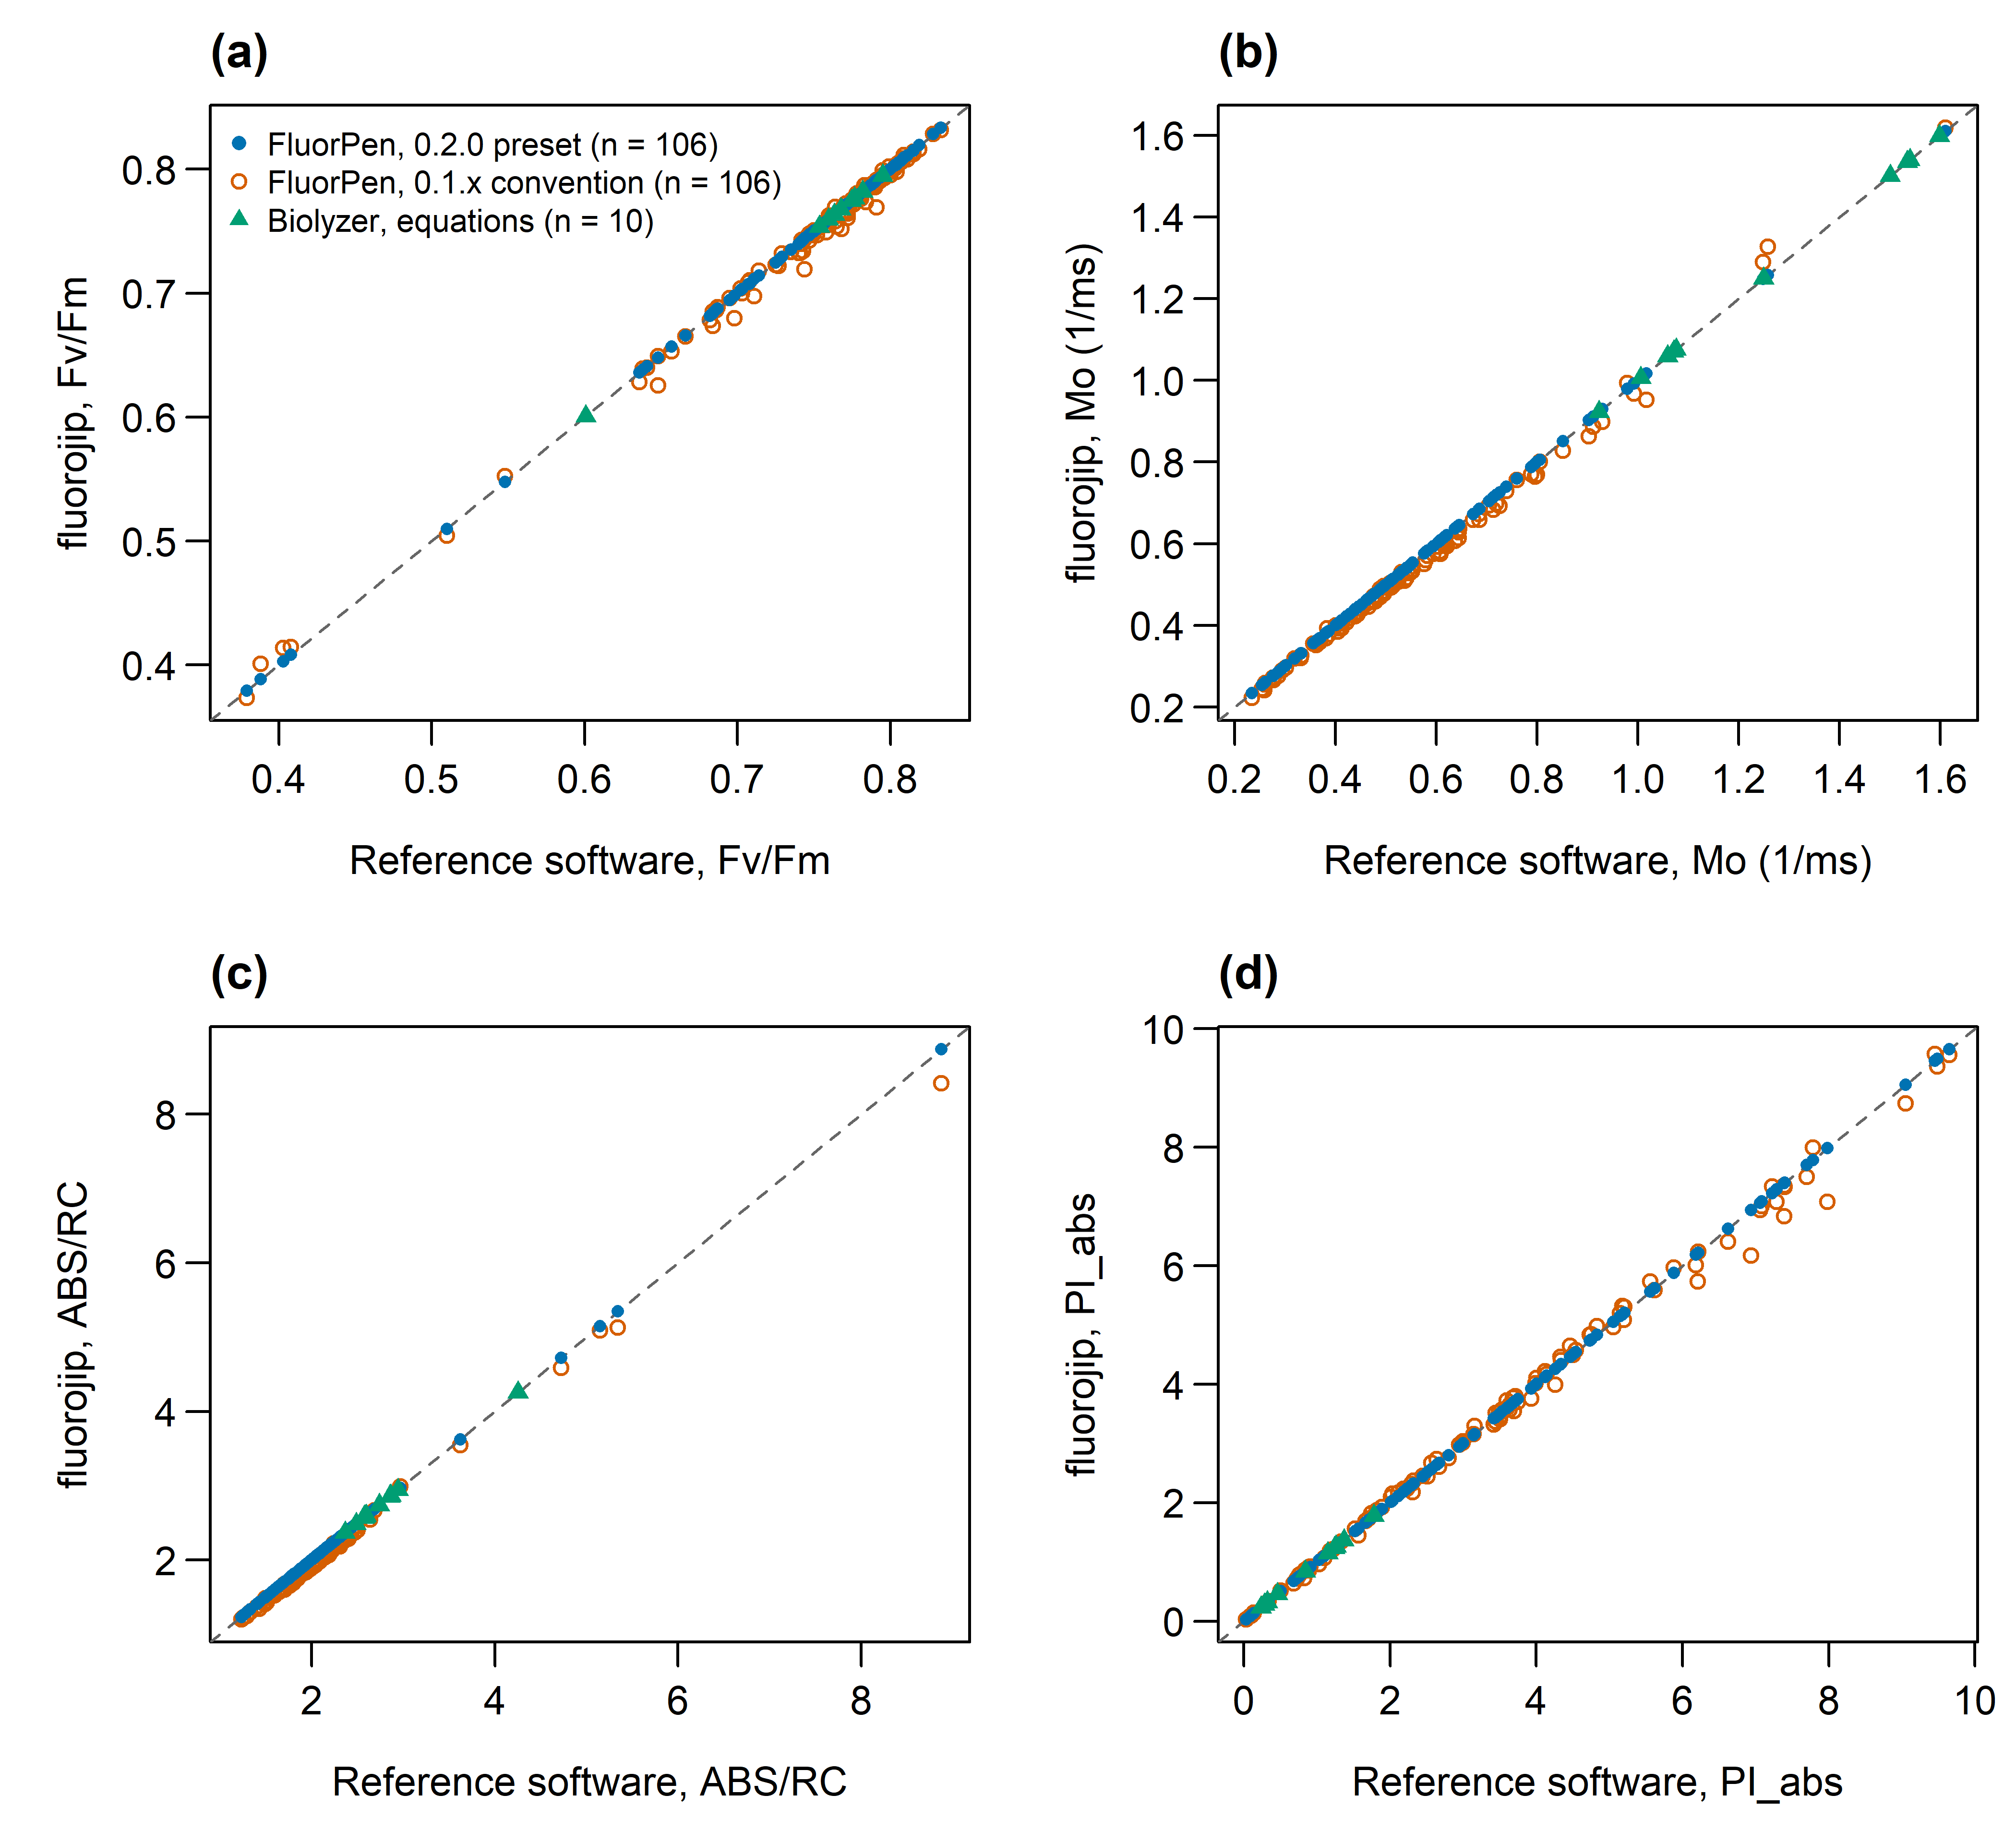 (a)
FluorPen, 0.2.0 preset (n = 106)
FluorPen, 0.1.x convention (n = 106)
Biolyzer, equations (n = 10)
0.8
0.7
0.6
0.5
0.4
fluorojip, Fv/Fm
0.4 0.5 0.6 0.7 0.8
Reference software, Fv/Fm
(b)
1.6
1.4
1.2
1.0
0.8
0.6
0.4
0.2
fluorojip, Mo (1/ms)
0.2 0.4 0.6 0.8 1.0 1.2 1.4 1.6
Reference software, Mo (1/ms)
(c)
8
6
4
2
fluorojip, ABS/RC
2 4 6 8
Reference software, ABS/RC
(d)
10
8
6
4
2
0
fluorojip, PI_abs
0 2 4 6 8 10
Reference software, PI_abs